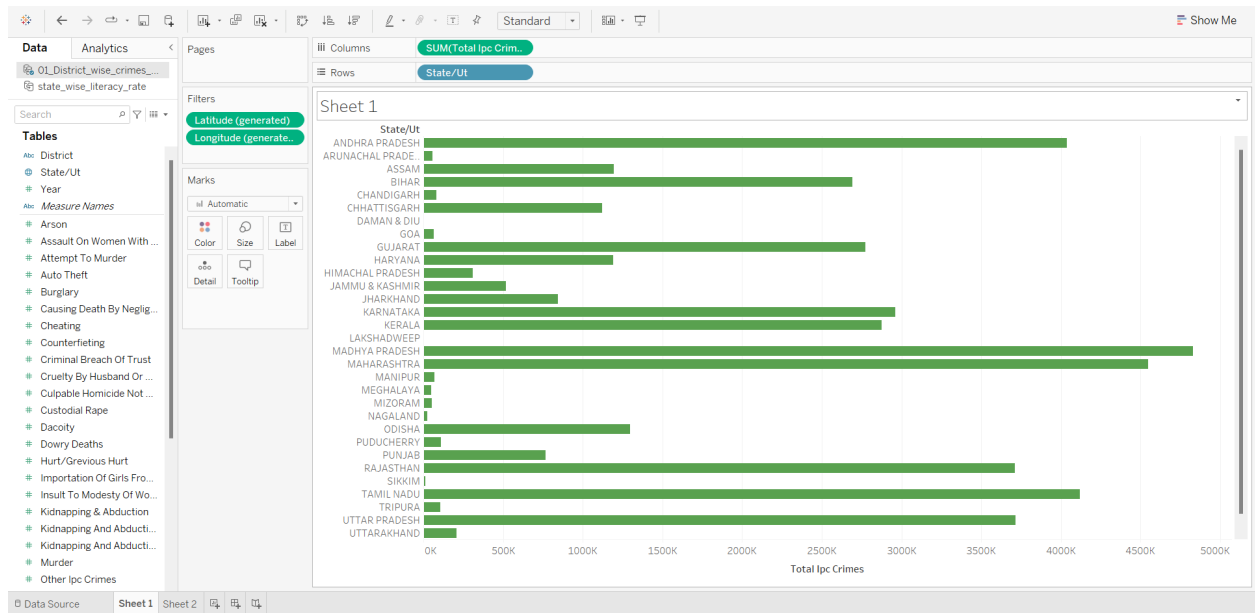 Standard
Show Me
Data
Analytics
Pages
iii Columns
SUM(Total Ipc Crim..
Rows
State/Ut
01_District_wise_crimes_...
state_wise_literacy_rate
Search
Tables
Abc District
State/Ut
# Year
Abc Measure Names
# Arson
# Assault On Women With ...
# Attempt To Murder
# Auto Theft
# Burglary
# Causing Death By Neglig...
# Cheating
# Counterfieting
# Criminal Breach Of Trust
# Cruelty By Husband Or ...
# Culpable Homicide Not ...
# Custodial Rape
# Dacoity
# Dowry Deaths
# Hurt/Grevious Hurt
# Importation Of Girls Fro...
# Insult To Modesty Of Wo...
# Kidnapping & Abduction
# Kidnapping And Abducti...
# Kidnapping And Abducti...
# Murder
# Other Ipc Crimes
Filters
Latitude (generated)
Longitude (generate..
Marks
Automatic
Color
Size
T
Label
Detail
Tooltip
Sheet 1
State/Ut
ANDHRA PRADESH
ARUNACHAL PRADE..
ASSAM
BIHAR
CHANDIGARH
CHHATTISGARH
DAMAN & DIU
GOA
GUJARAT
HARYANA
HIMACHAL PRADESH
JAMMU & KASHMIR
JHARKHAND
KARNATAKA
KERALA
LAKSHADWEEP
MADHYA PRADESH
MAHARASHTRA
MANIPUR
MEGHALAYA
MIZORAM
NAGALAND
ODISHA
PUDUCHERRY
PUNJAB
RAJASTHAN
SIKKIM
TAMIL NADU
TRIPURA
UTTAR PRADESH
UTTARAKHAND
0K 500K 1000K 1500K 2000K 2500K 3000K 3500K 4000K 4500K 5000K
Total Ipc Crimes
Data Source
Sheet 1
Sheet 2